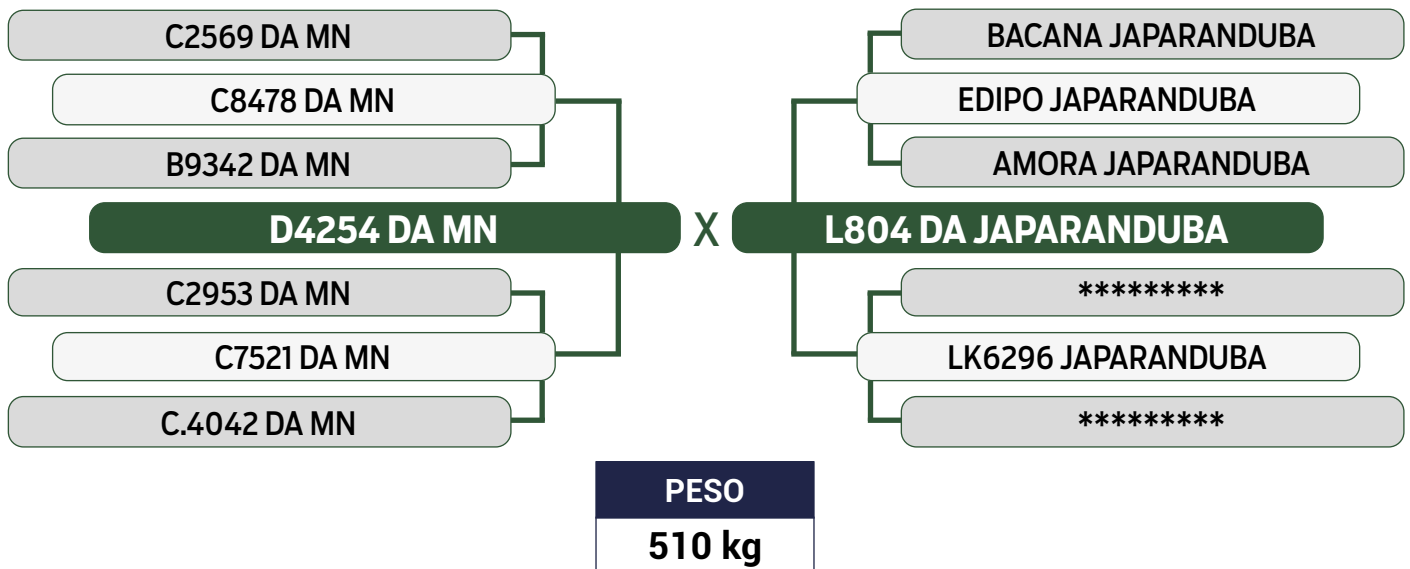 C2569 DA MN
C8478 DA MN
B9342 DA MN
D4254 DA MN
C2953 DA MN
C7521 DA MN
C.4042 DA MN
X
BACANA JAPARANDUBA
EDIPO JAPARANDUBA
AMORA JAPARANDUBA
L804 DA JAPARANDUBA
*********
LK6296 JAPARANDUBA
*********
PESO
510 kg